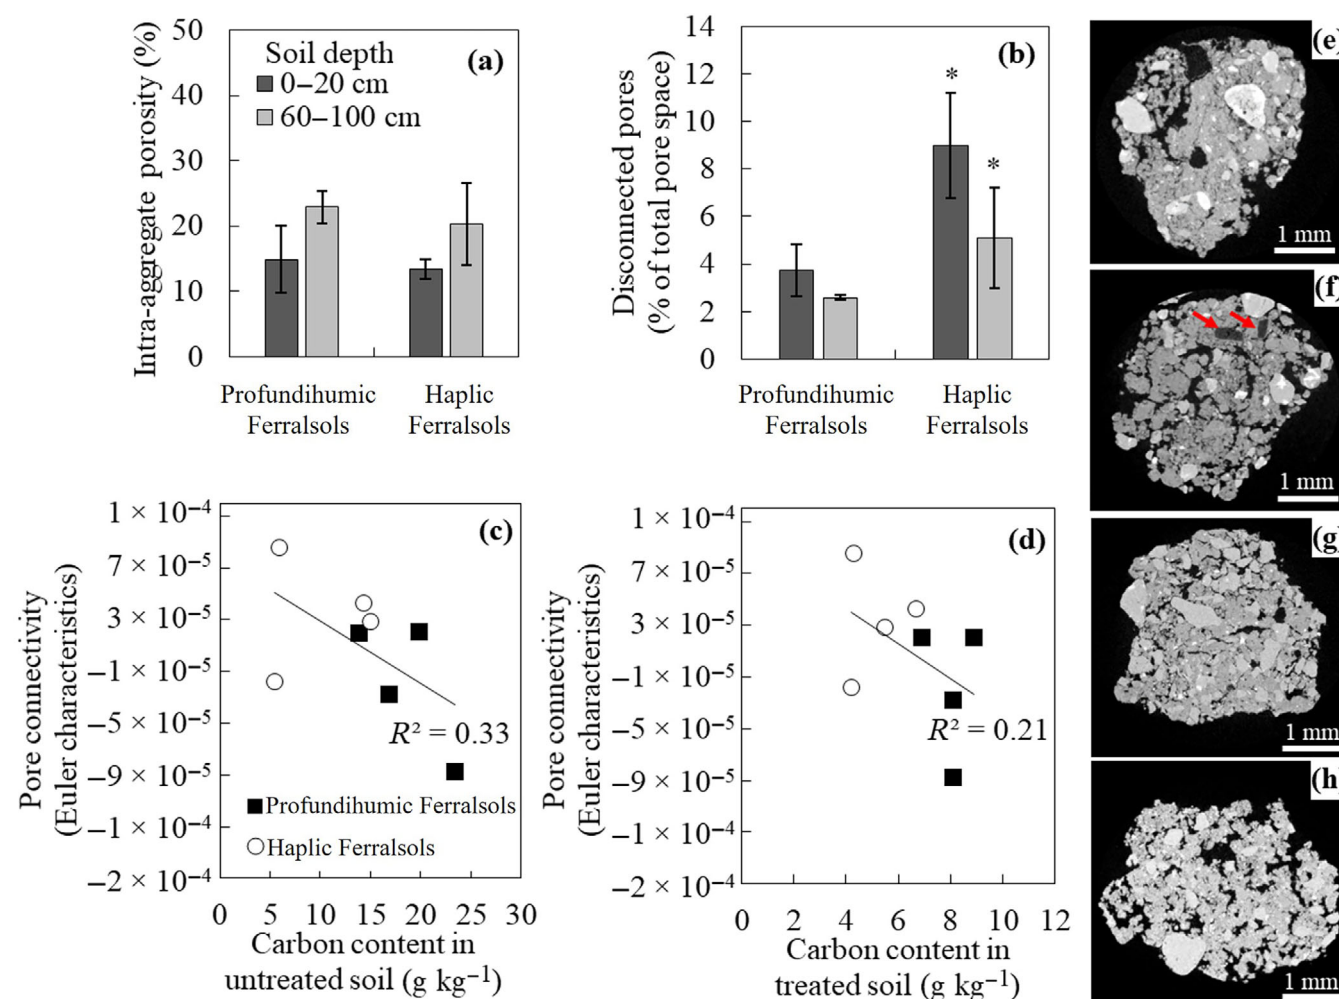 Intra-aggregate porosity (%)
50
40
30
20
10
0
Soil depth
0–20 cm
60–100 cm
(a)
Profundihumic
Ferralsols
Haplic
Ferralsols
Disconnected pores
(% of total pore space)
14
12
10
8
6
4
2
0
(b)
*
*
Profundihumic
Ferralsols
Haplic
Ferralsols
Pore connectivity
(Euler characteristics)
1 × 10⁻⁴
7 × 10⁻⁵
3 × 10⁻⁵
–1 × 10⁻⁵
–5 × 10⁻⁵
–9 × 10⁻⁵
–1 × 10⁻⁴
–2 × 10⁻⁴
(c)
R² = 0.33
Profundihumic Ferralsols
Haplic Ferralsols
0 5 10 15 20 25 30
Carbon content in
untreated soil (g kg⁻¹)
Pore connectivity
(Euler characteristics)
1 × 10⁻⁴
7 × 10⁻⁵
3 × 10⁻⁵
–1 × 10⁻⁵
–5 × 10⁻⁵
–9 × 10⁻⁵
–1 × 10⁻⁴
–2 × 10⁻⁴
(d)
R² = 0.21
0 2 4 6 8 10 12
Carbon content in
treated soil (g kg⁻¹)
(e)
1 mm
(f)
1 mm
(g)
1 mm
(h)
1 mm